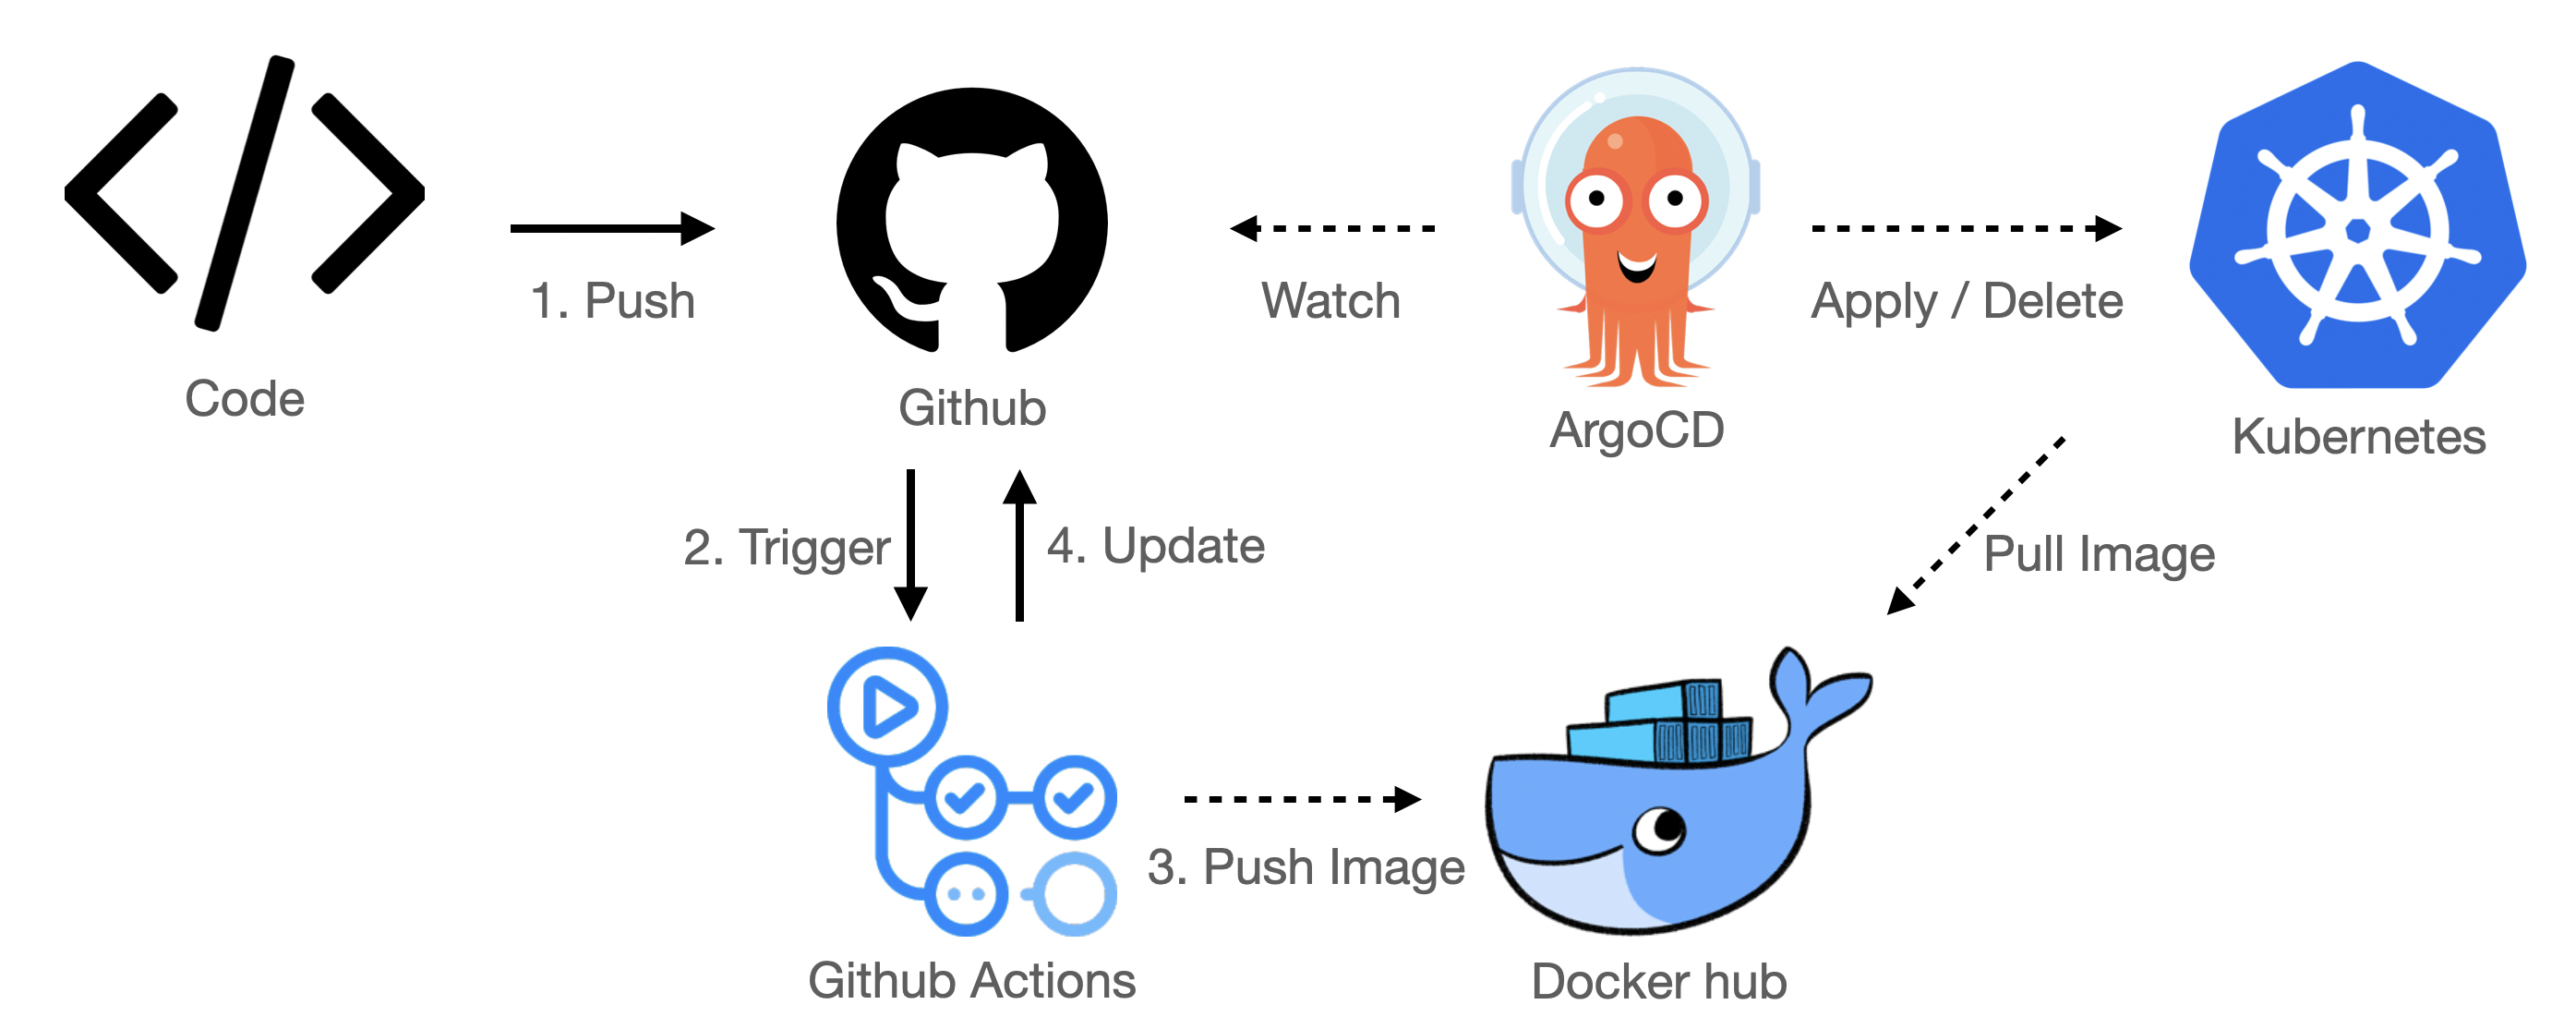 1. Push
Watch
Apply / Delete
Code
Github
ArgoCD
Kubernetes
2. Trigger
4. Update
Pull Image
3. Push Image
Github Actions
Docker hub